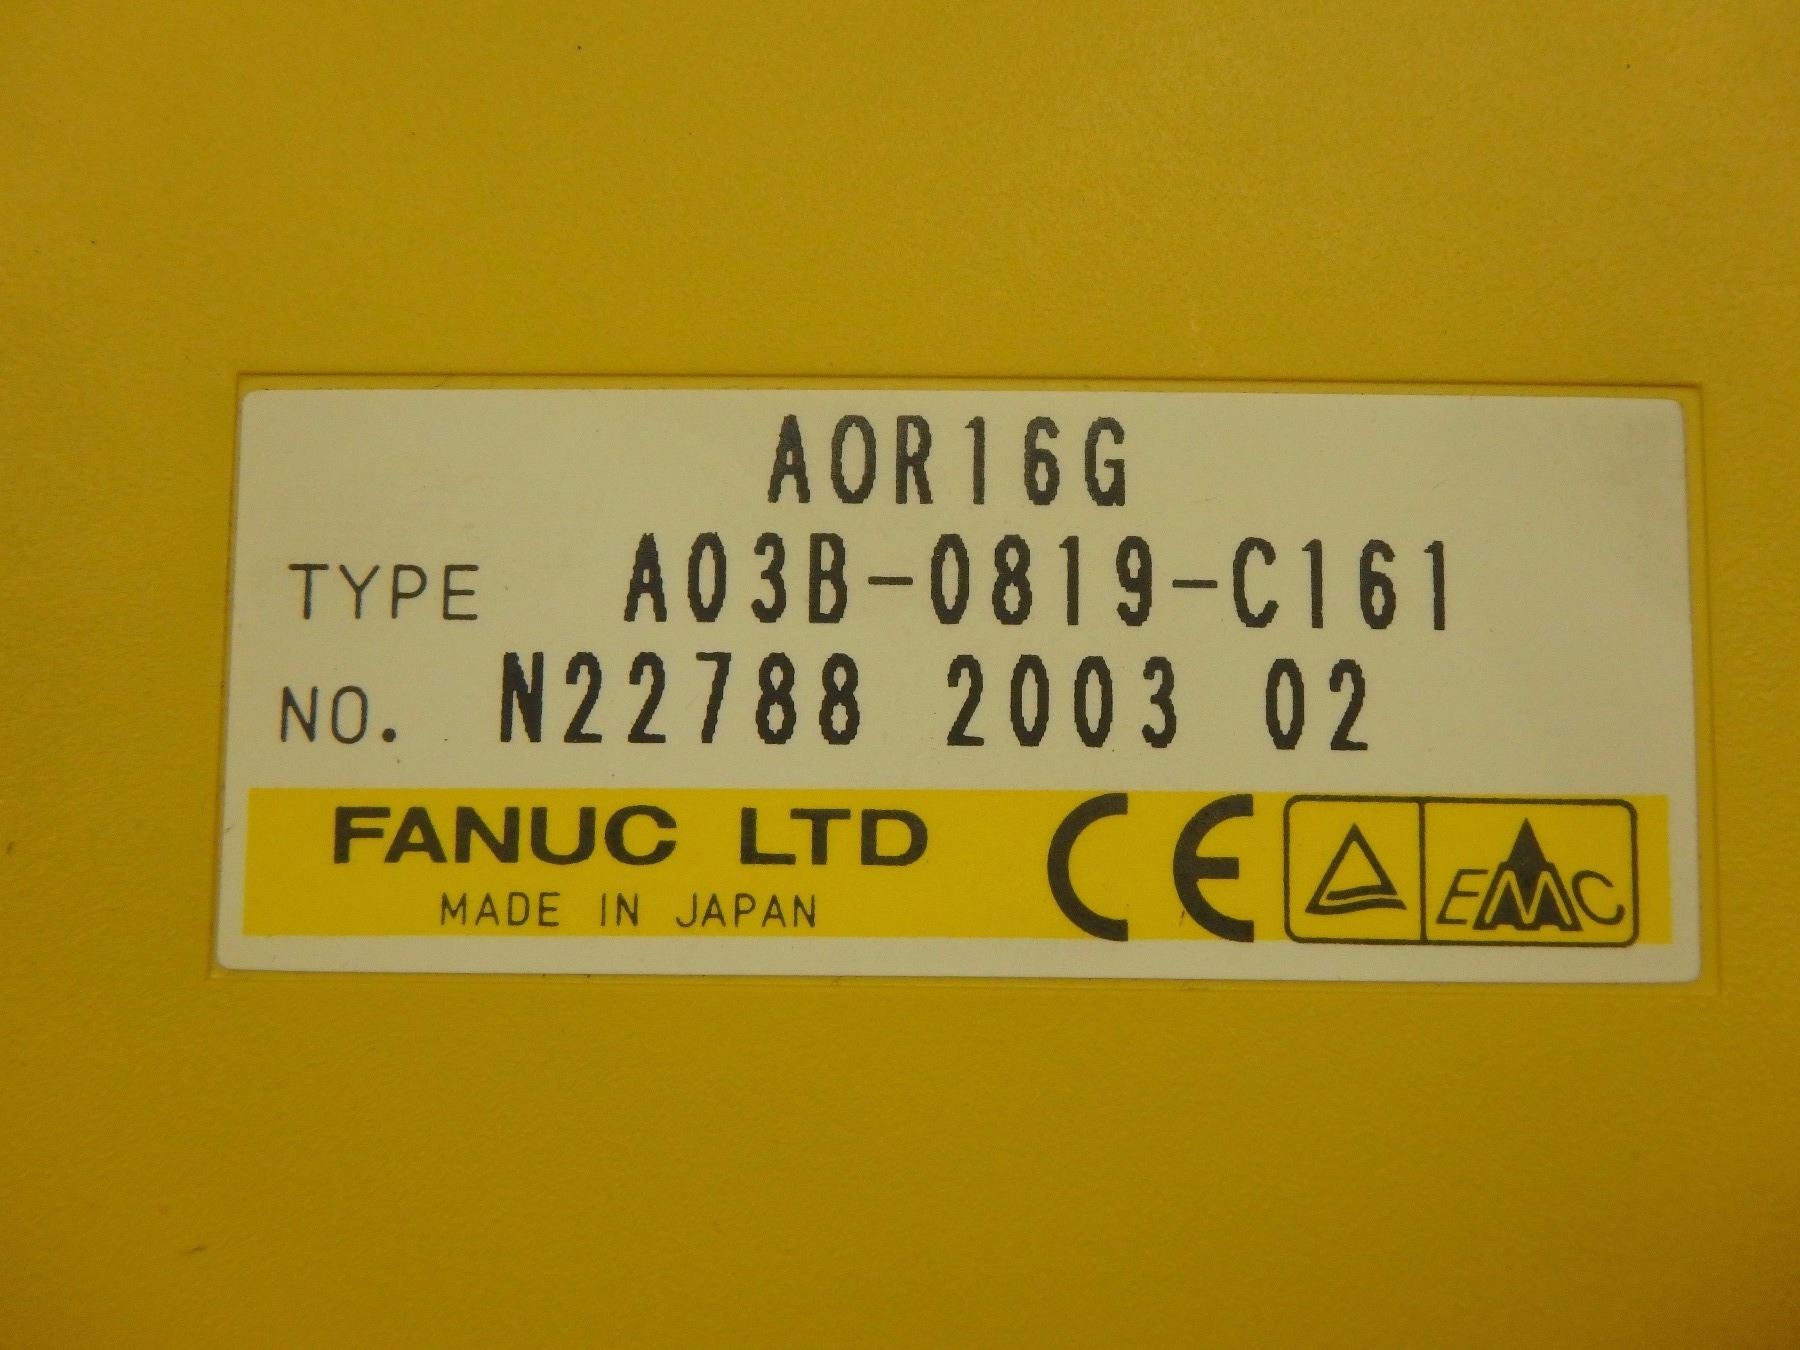 AOR16G
TYPE A03B-0819-C161
NO. N22788 2003 02
FANUC LTD CE EMC
MADE IN JAPAN